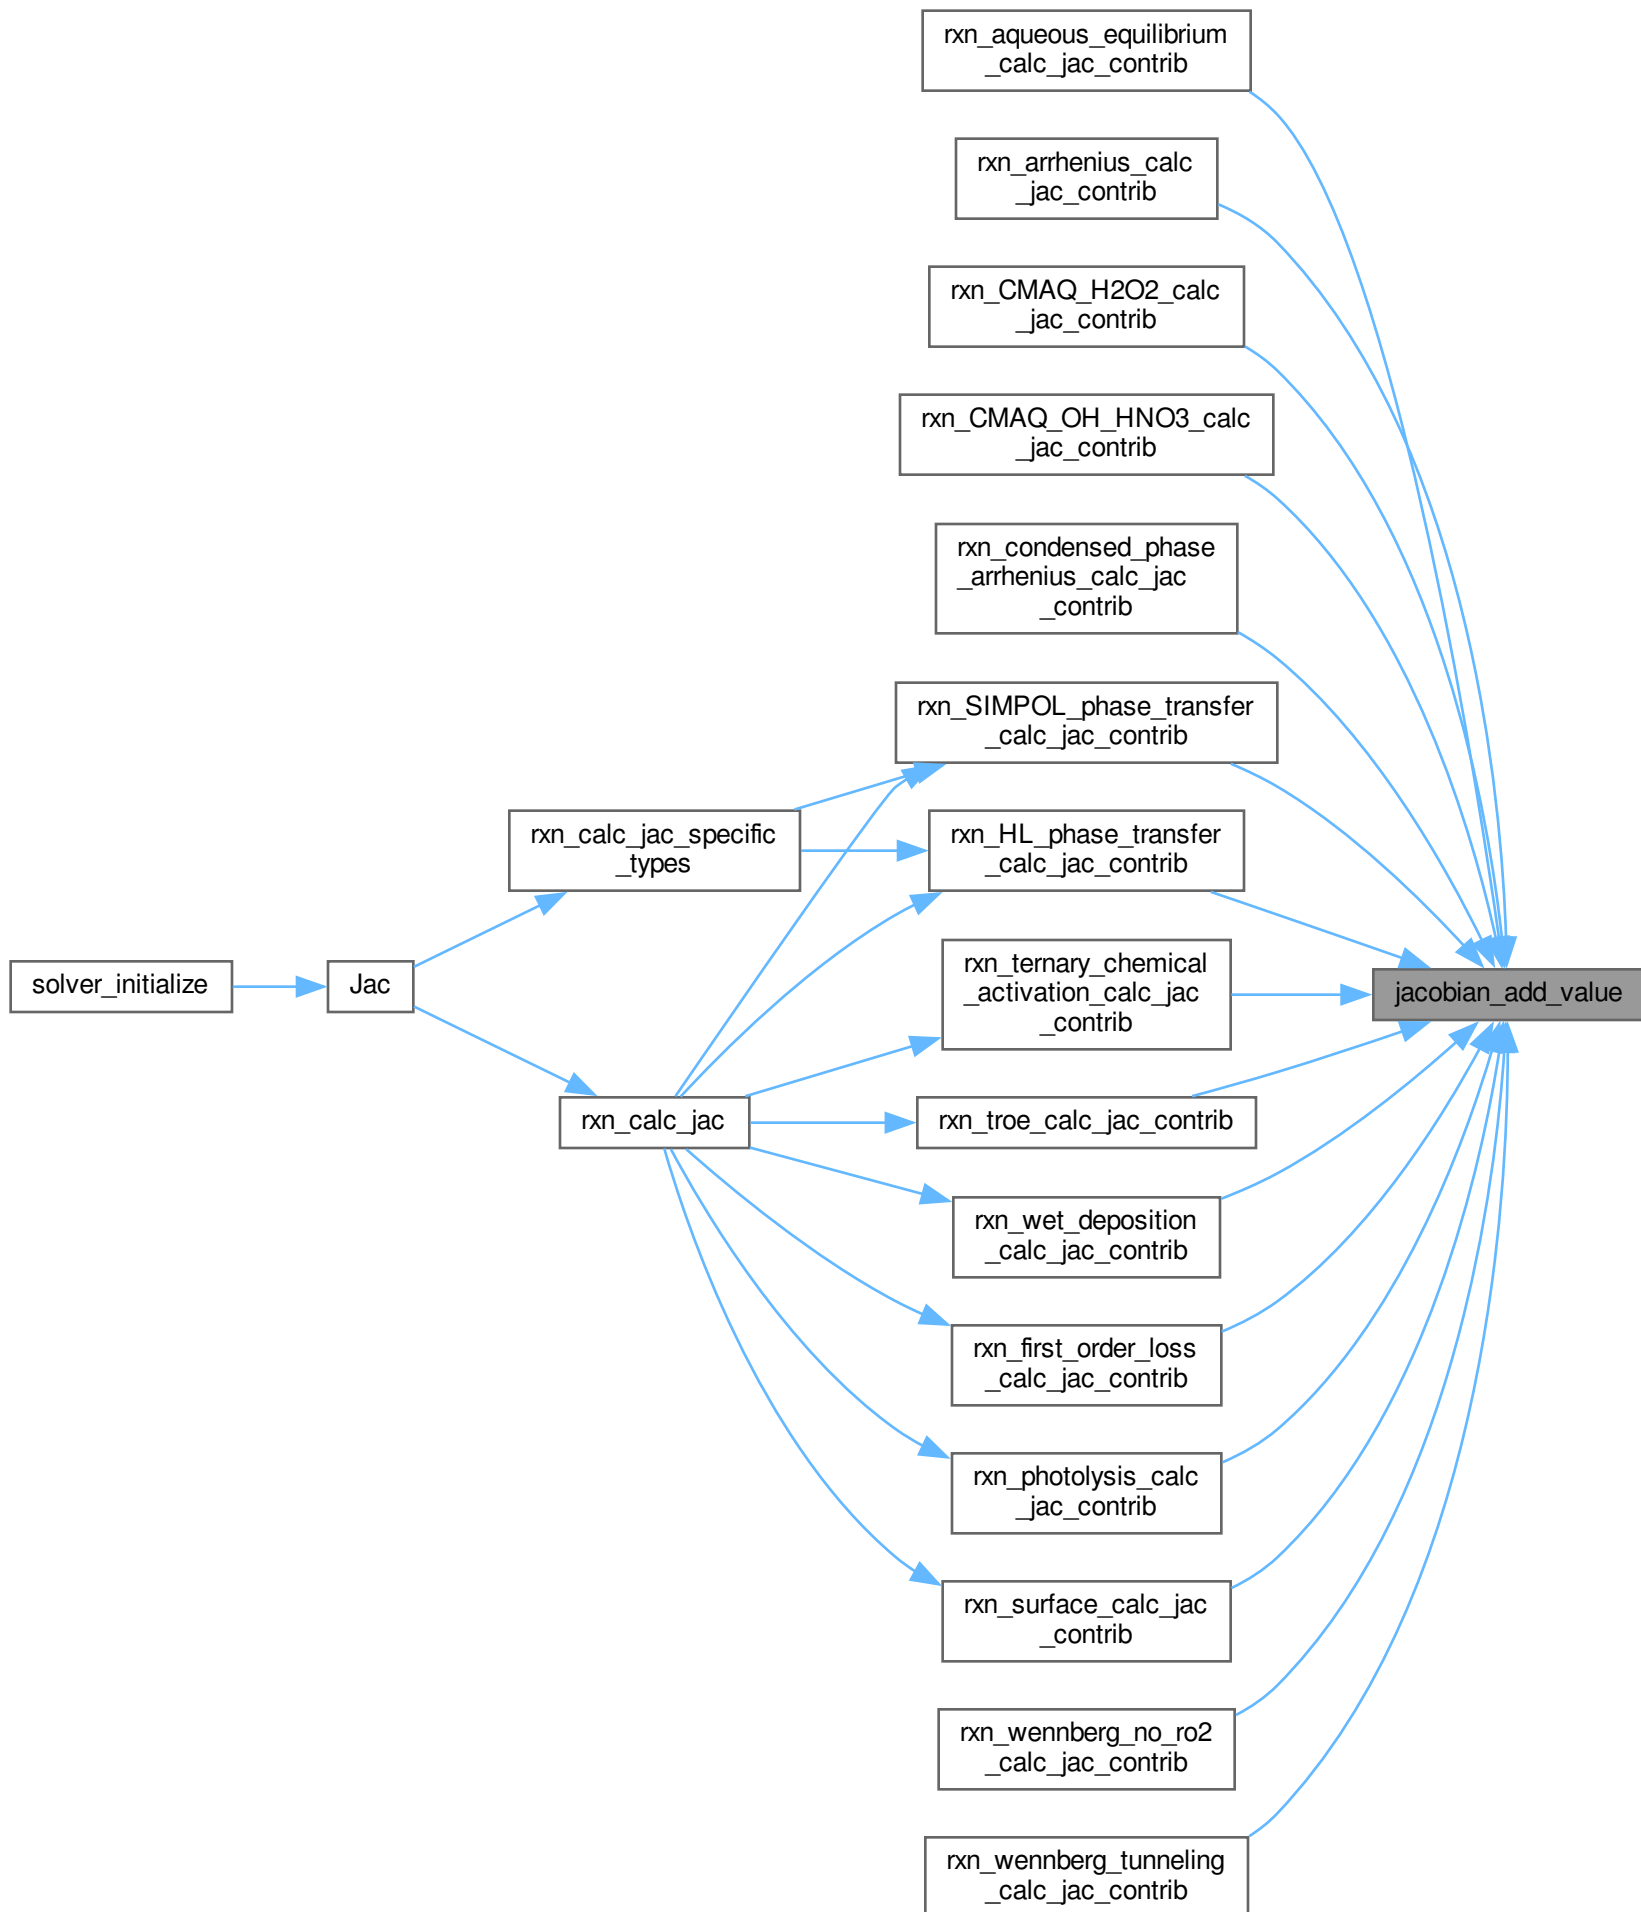 rxn_aqueous_equilibrium
_calc_jac_contrib
rxn_arrhenius_calc
_jac_contrib
rxn_CMAQ_H2O2_calc
_jac_contrib
rxn_CMAQ_OH_HNO3_calc
_jac_contrib
rxn_condensed_phase
_arrhenius_calc_jac
_contrib
rxn_SIMPOL_phase_transfer
_calc_jac_contrib
rxn_calc_jac_specific
_types
rxn_HL_phase_transfer
_calc_jac_contrib
solver_initialize
Jac
rxn_ternary_chemical
_activation_calc_jac
_contrib
jacobian_add_value
rxn_calc_jac
rxn_troe_calc_jac_contrib
rxn_wet_deposition
_calc_jac_contrib
rxn_first_order_loss
_calc_jac_contrib
rxn_photolysis_calc
_jac_contrib
rxn_surface_calc_jac
_contrib
rxn_wennberg_no_ro2
_calc_jac_contrib
rxn_wennberg_tunneling
_calc_jac_contrib